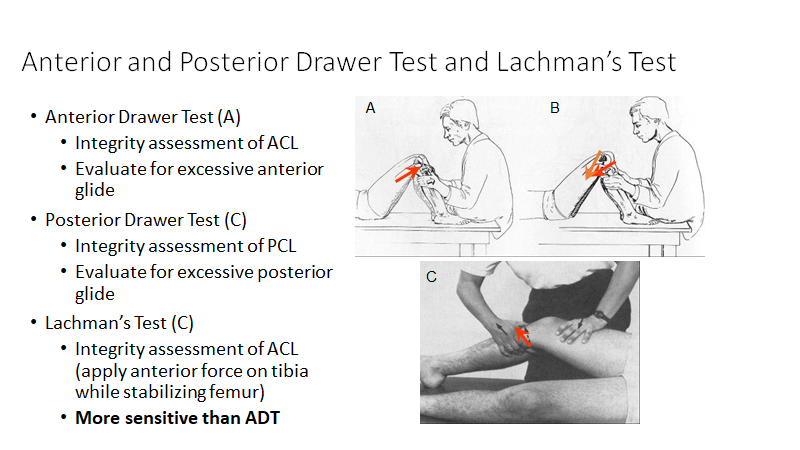 Anterior and Posterior Drawer Test and Lachman’s Test
• Anterior Drawer Test (A)
• Integrity assessment of ACL
• Evaluate for excessive anterior
glide
• Posterior Drawer Test (C)
• Integrity assessment of PCL
• Evaluate for excessive posterior
glide
• Lachman’s Test (C)
• Integrity assessment of ACL
(apply anterior force on tibia
while stabilizing femur)
• More sensitive than ADT
A
B
C